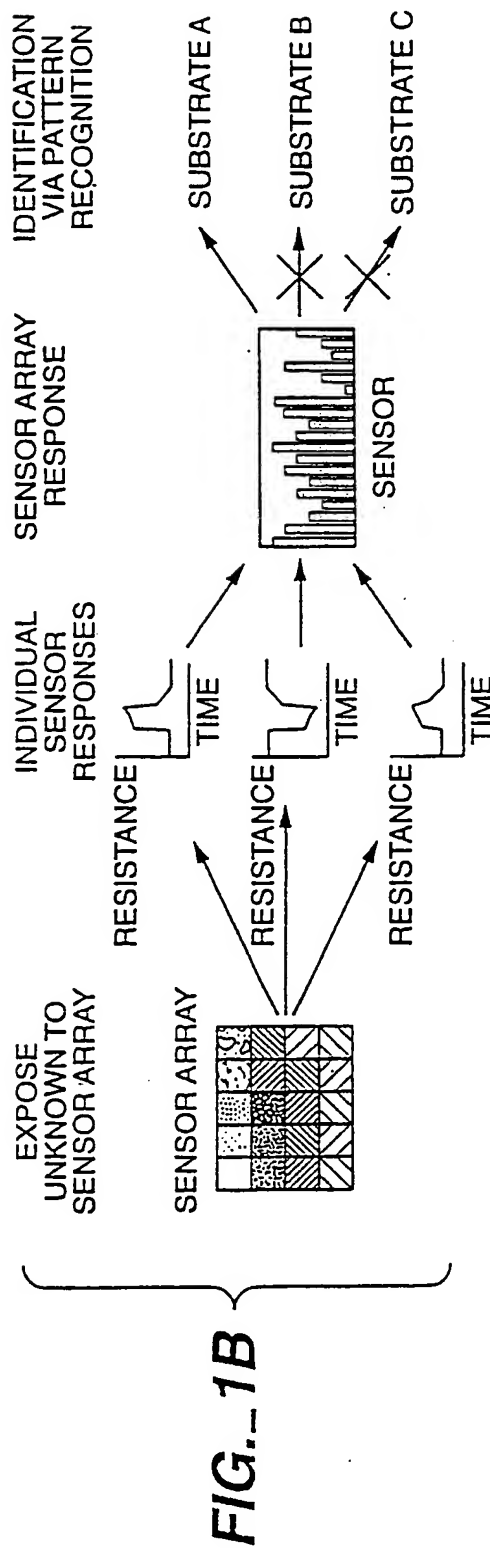 EXPOSE
UNKNOWN TO
SENSOR ARRAY
INDIVIDUAL
SENSOR
RESPONSES
SENSOR ARRAY
RESPONSE
IDENTIFICATION
VIA PATTERN
RECOGNITION
SENSOR ARRAY
RESISTANCE
TIME
RESISTANCE
TIME
RESISTANCE
TIME
SENSOR
SUBSTRATE A
SUBSTRATE B
SUBSTRATE C
FIG._1B